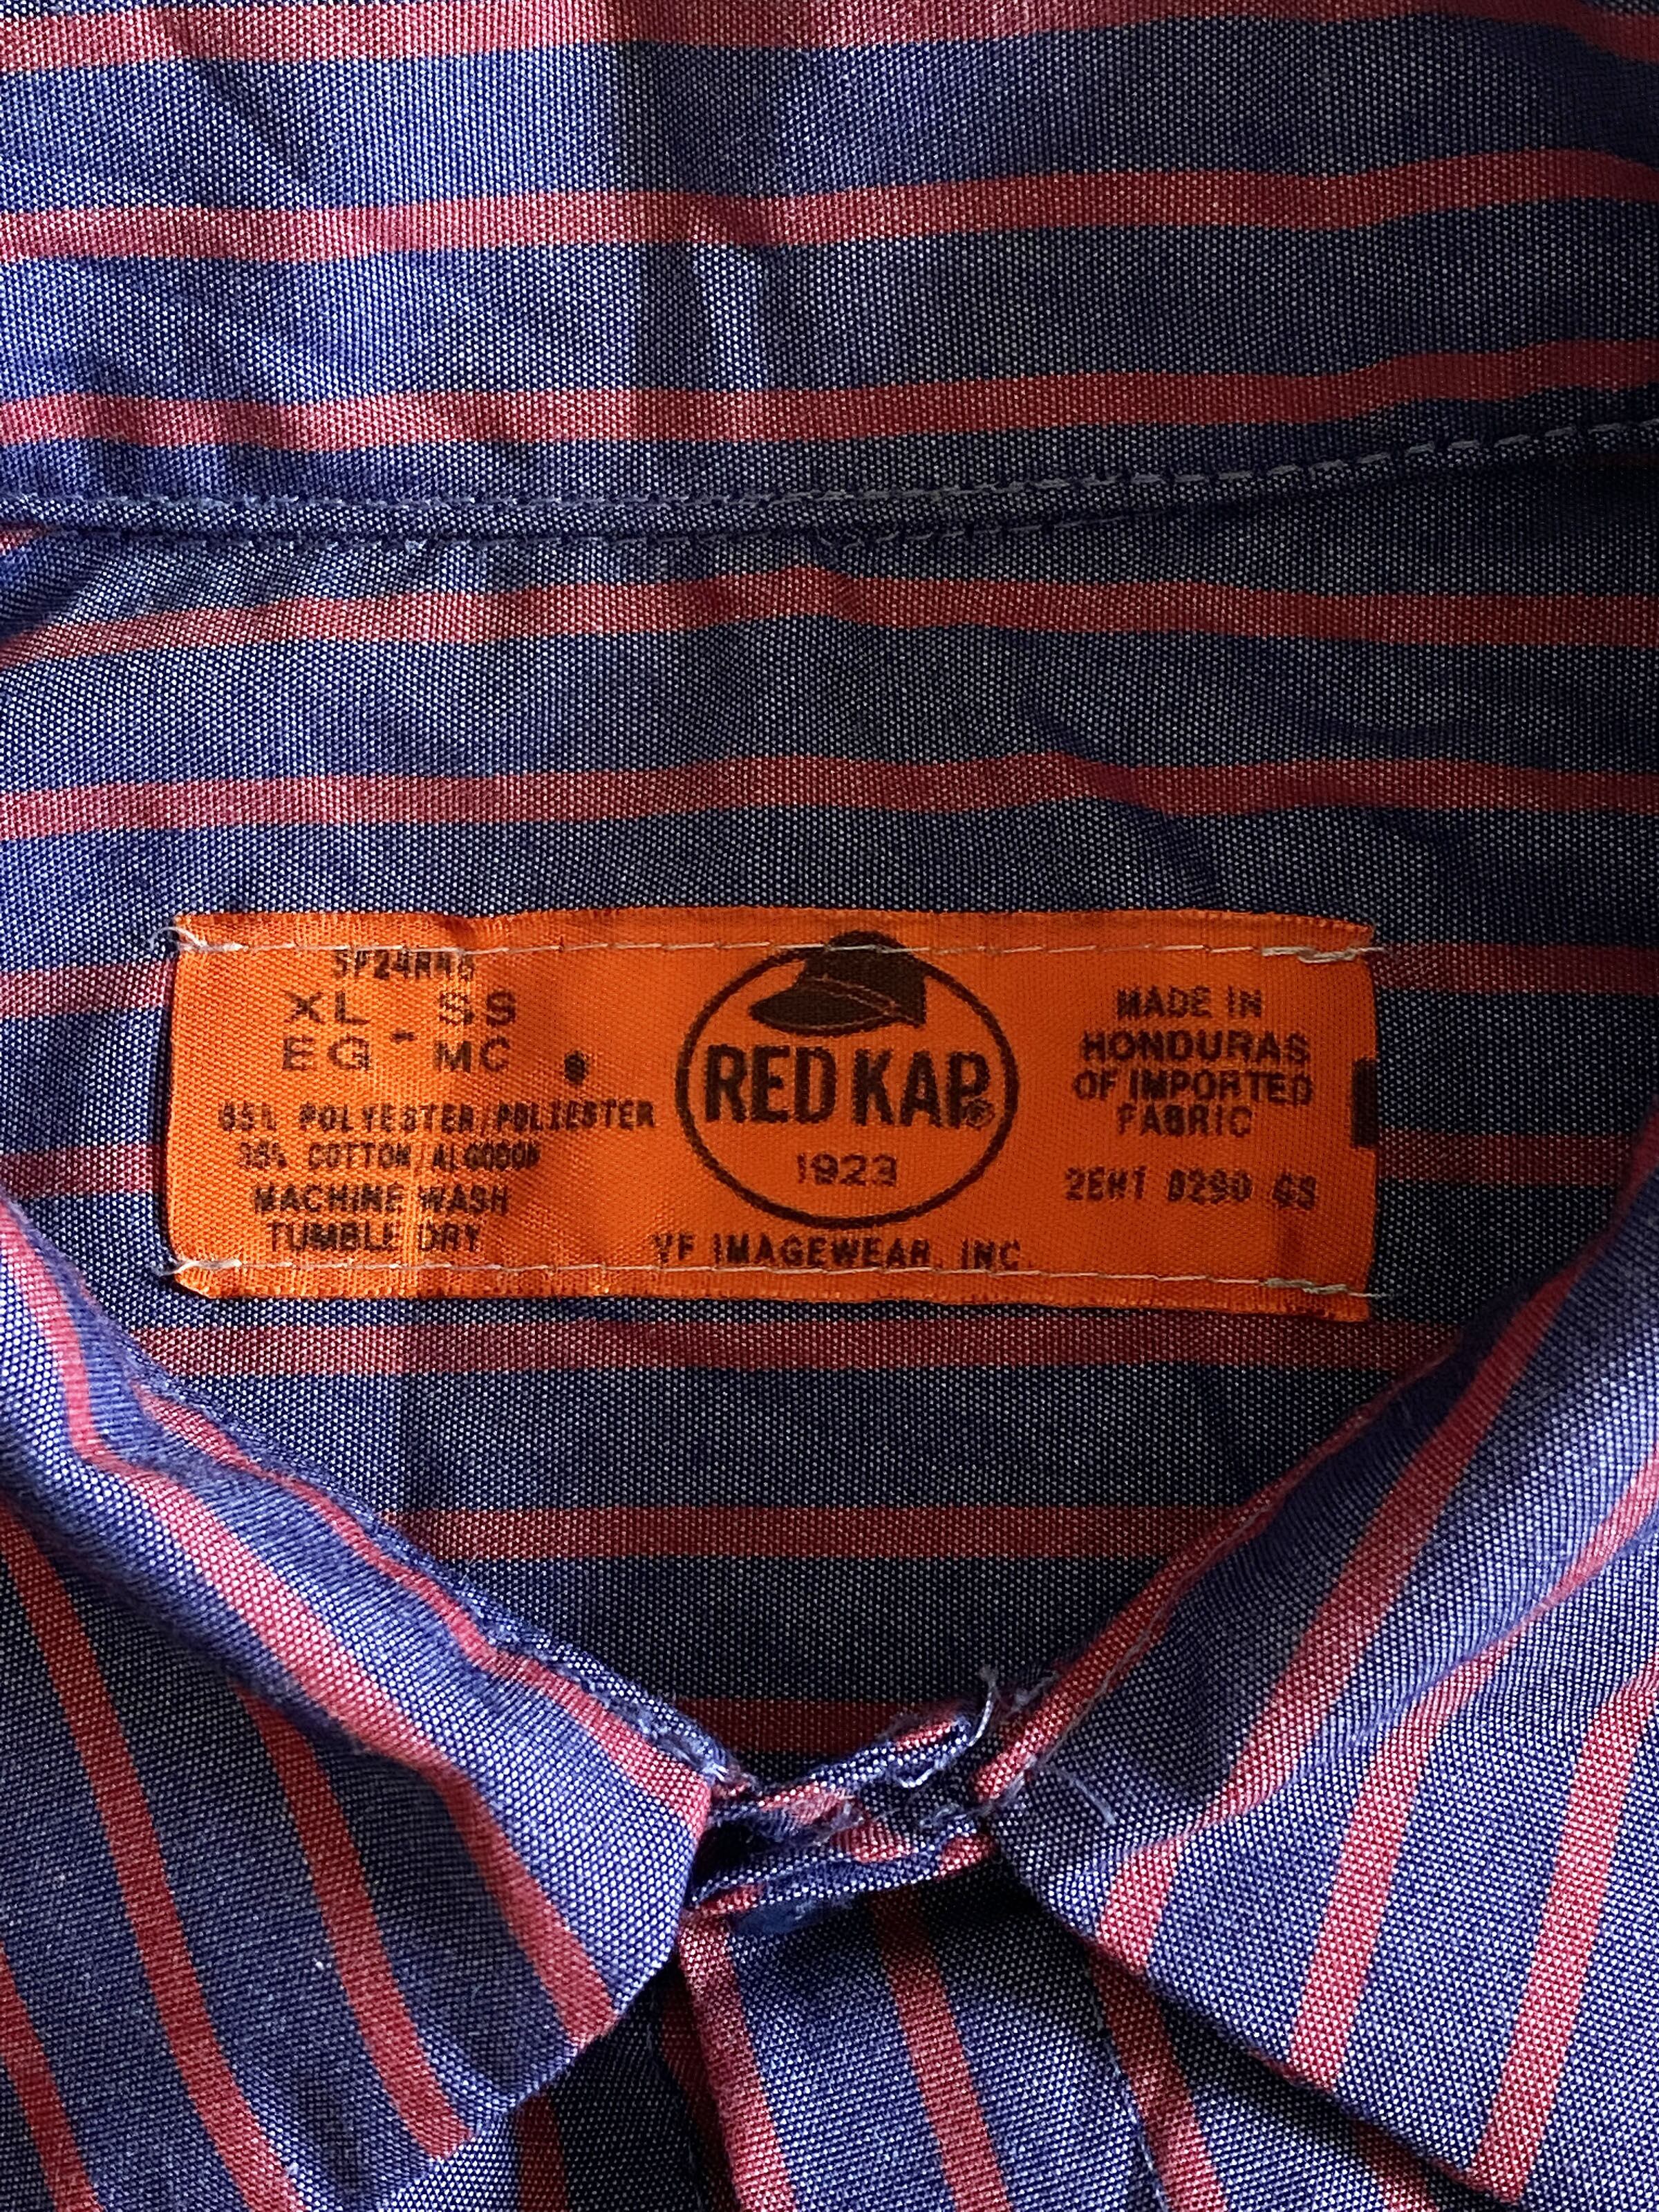 XL - SS
EG - MC
65% POLYESTER/POLIESTER
35% COTTON/ALGODON
MACHINE WASH
TUMBLE DRY
RED KAP®
1923
VF IMAGEWEAR, INC.
MADE IN
HONDURAS
OF IMPORTED
FABRIC